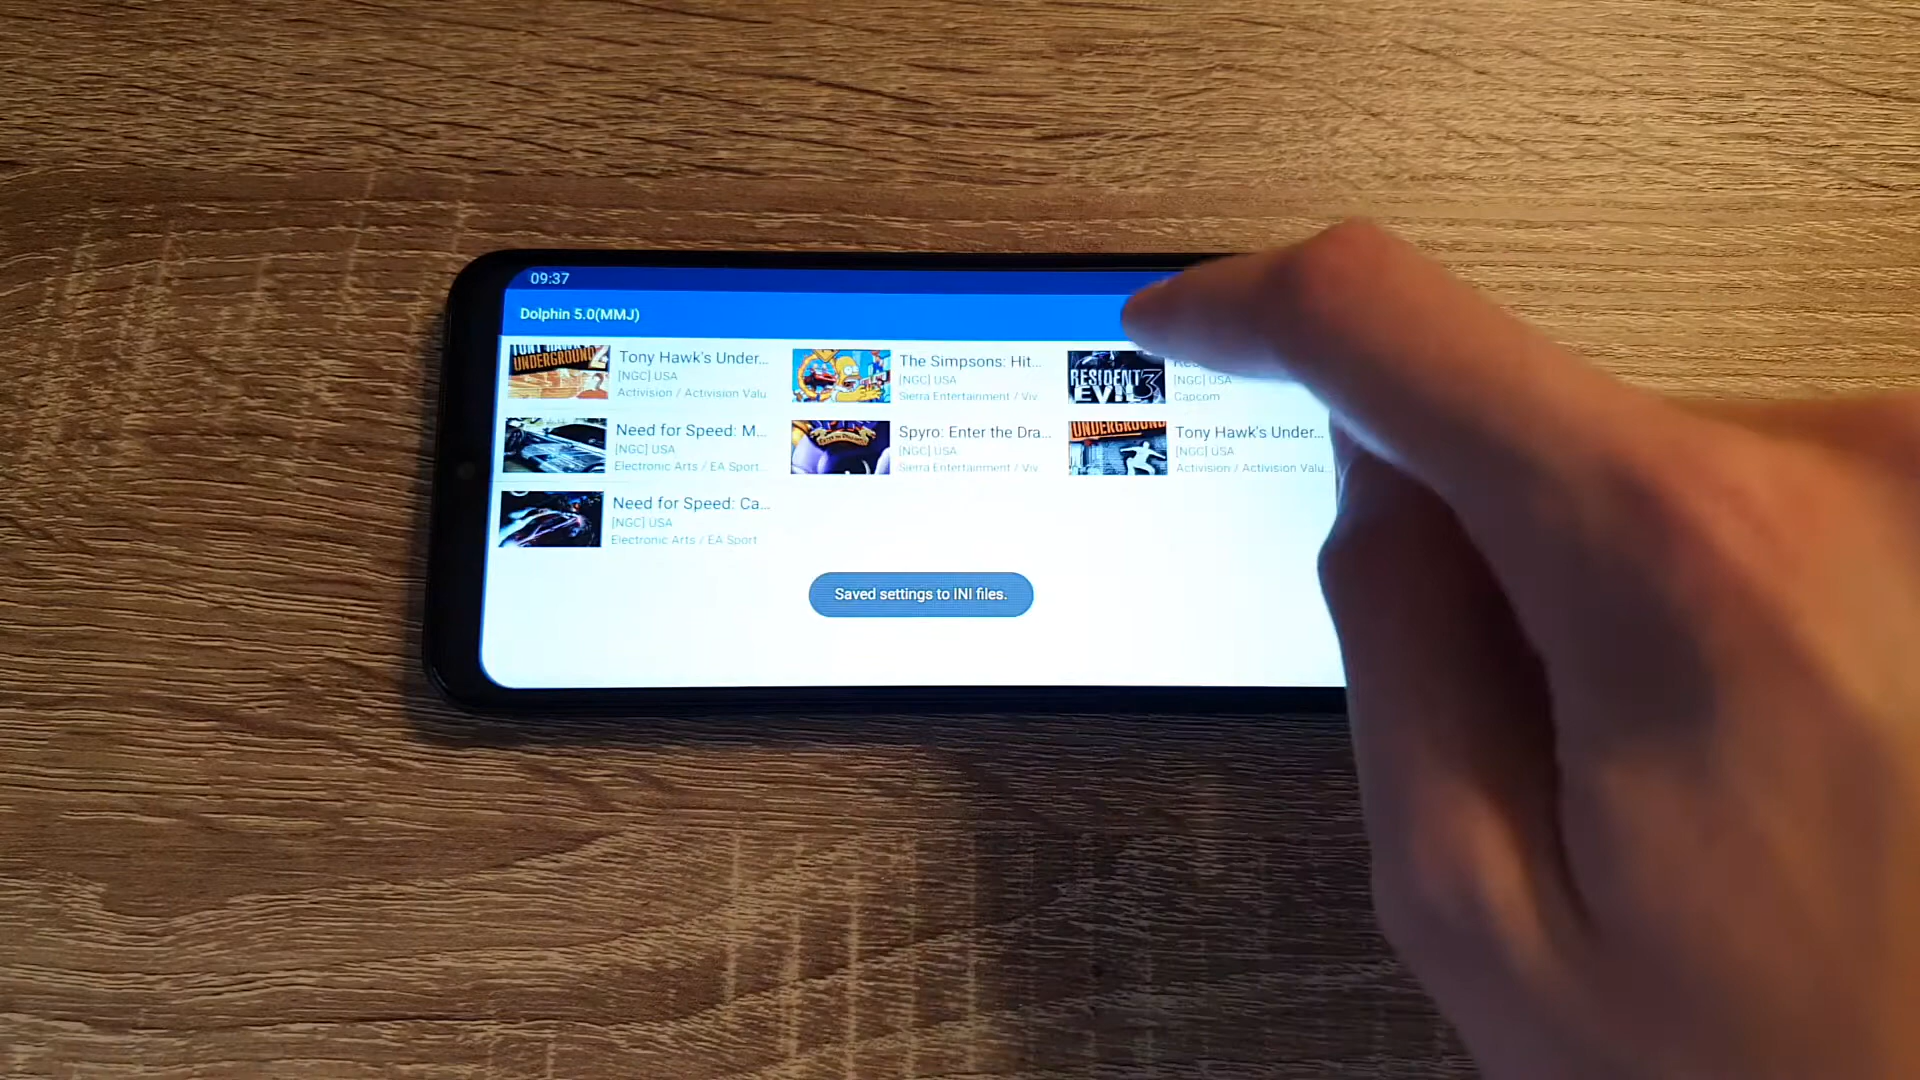 09:37
Dolphin 5.0(MMJ)
UNDERGROUND 2
Tony Hawk's Under...
[NGC] USA
Activision / Activision Valu
The Simpsons: Hit...
[NGC] USA
Sierra Entertainment / Viv
RESIDENT EVIL 3
[NGC] USA
Capcom
Need for Speed: M...
[NGC] USA
Electronic Arts / EA Sport...
Spyro: Enter the Dra...
[NGC] USA
Sierra Entertainment / Viv
UNDERGROUND
Tony Hawk's Under...
[NGC] USA
Activision / Activision Valu...
Need for Speed: Ca...
[NGC] USA
Electronic Arts / EA Sport
Saved settings to INI files.